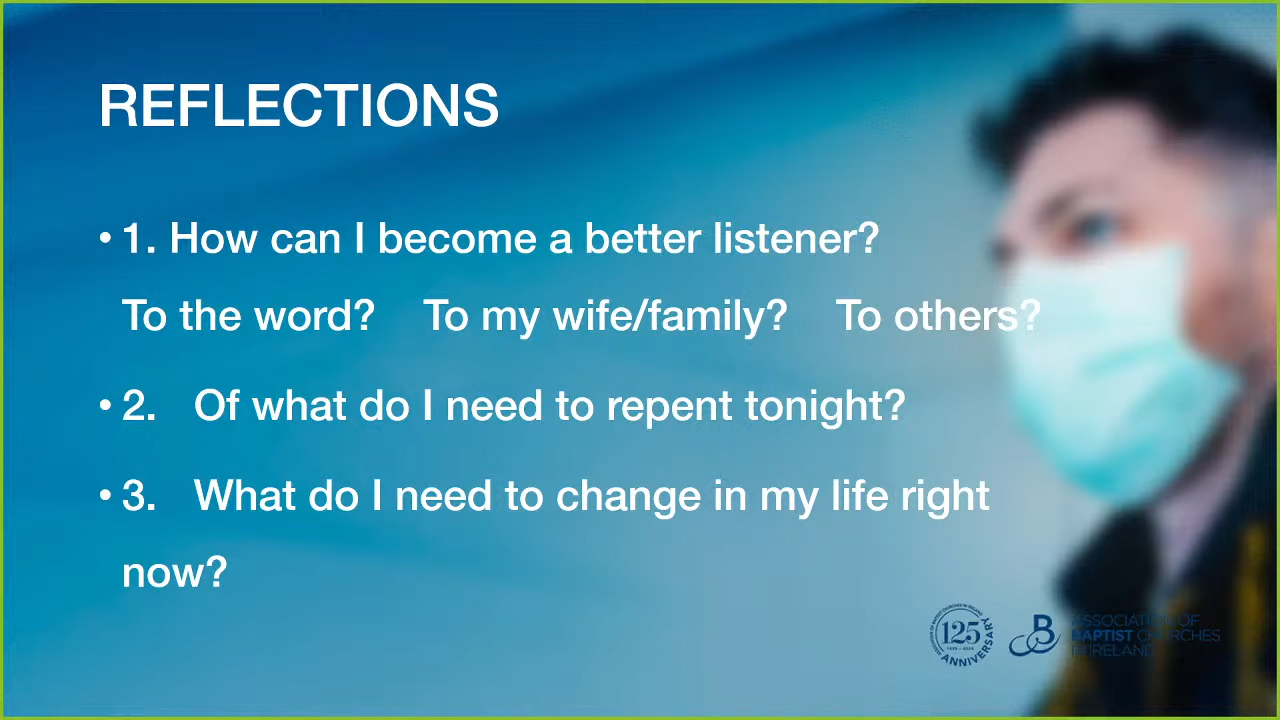 REFLECTIONS
• 1. How can I become a better listener?
To the word? To my wife/family? To others?
• 2. Of what do I need to repent tonight?
• 3. What do I need to change in my life right
now?
125
ANNIVERSARY
B
ASSOCIATION OF
BAPTIST CHURCHES
IN IRELAND